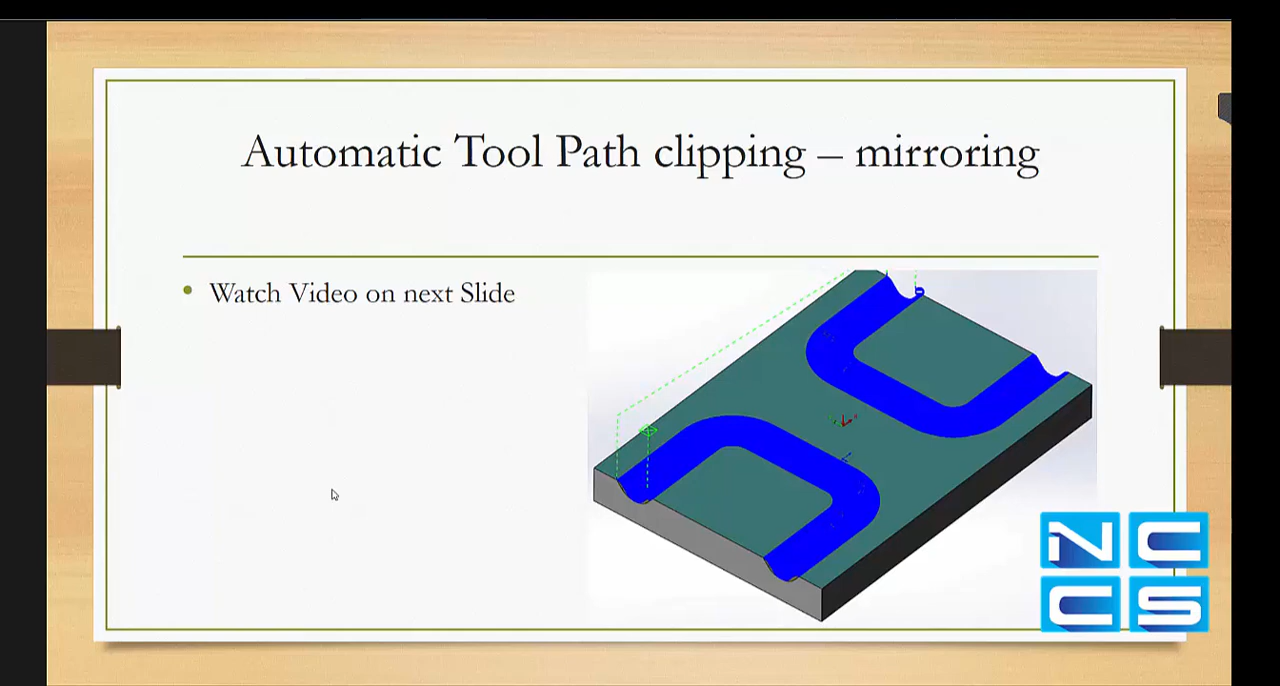 Automatic Tool Path clipping – mirroring
Watch Video on next Slide
NC
CS